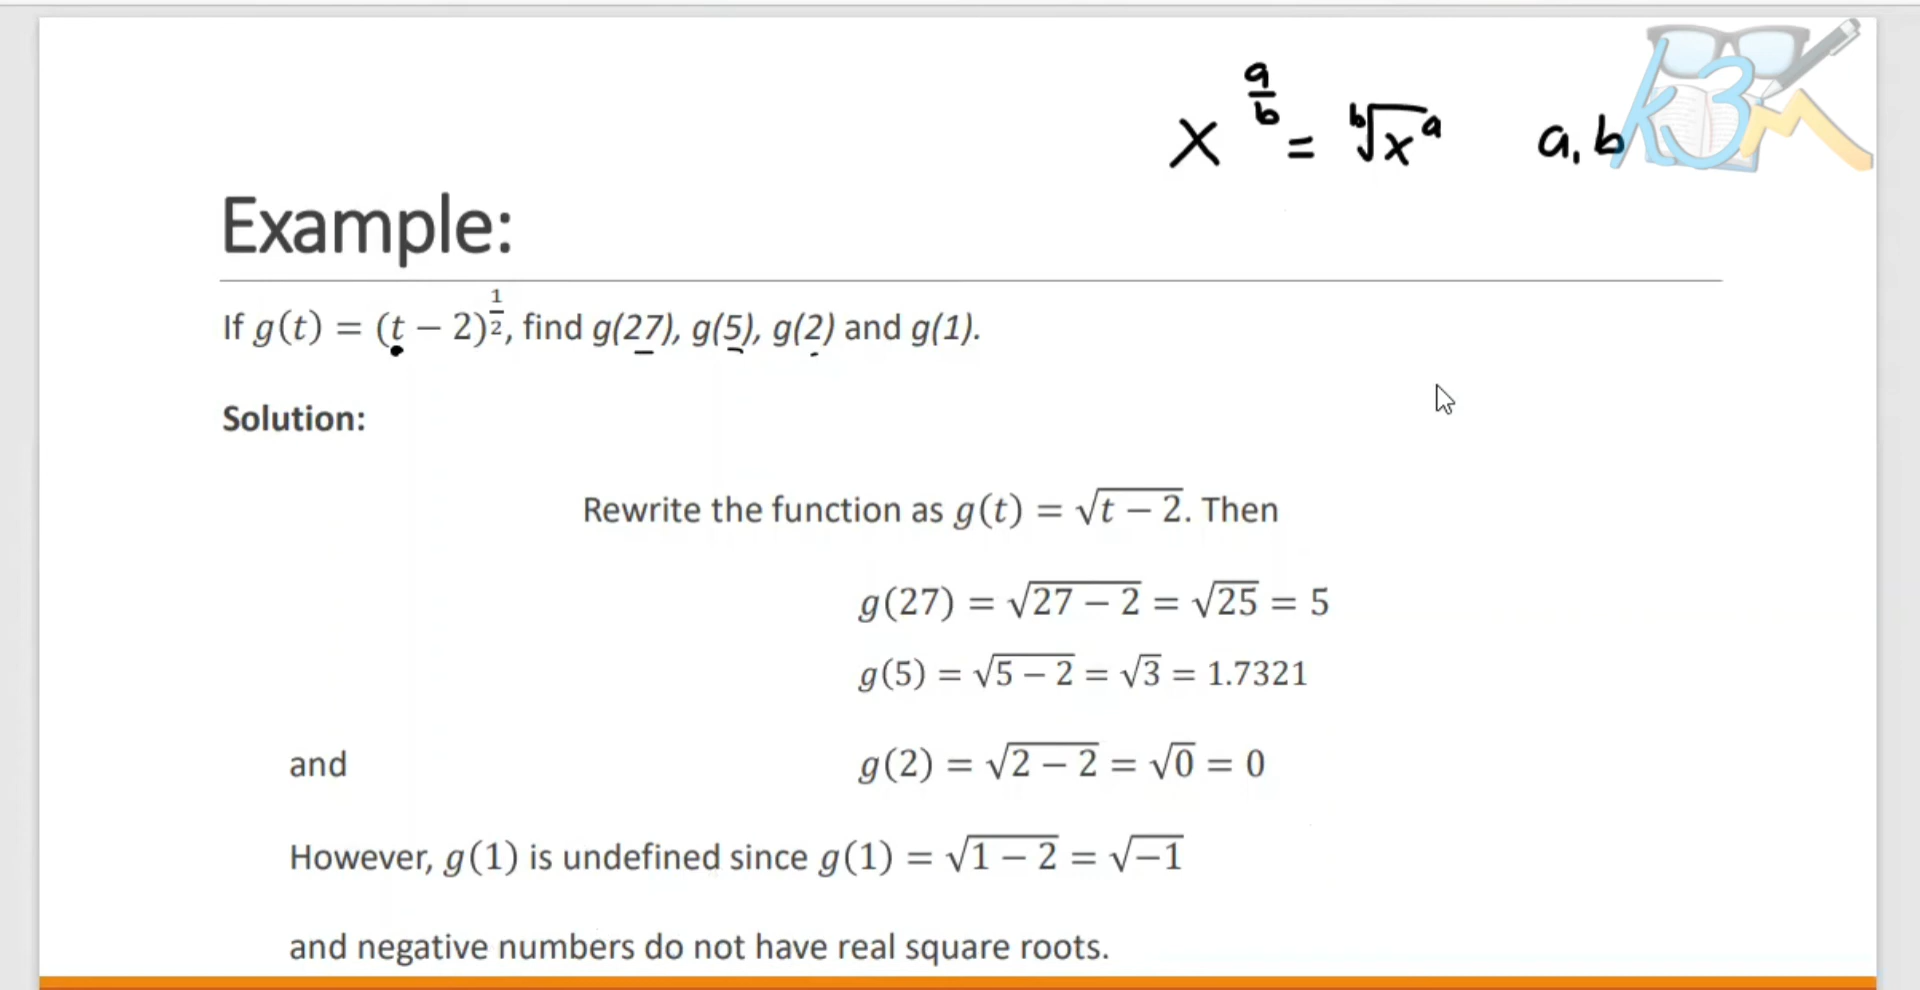 x^(a/b) = ᵇ√x^a a, b
k3m
Example:
If g(t) = (t − 2)^(1/2), find g(27), g(5), g(2) and g(1).
Solution:
Rewrite the function as g(t) = √(t − 2). Then
g(27) = √(27 − 2) = √25 = 5
g(5) = √(5 − 2) = √3 = 1.7321
and g(2) = √(2 − 2) = √0 = 0
However, g(1) is undefined since g(1) = √(1 − 2) = √−1
and negative numbers do not have real square roots.